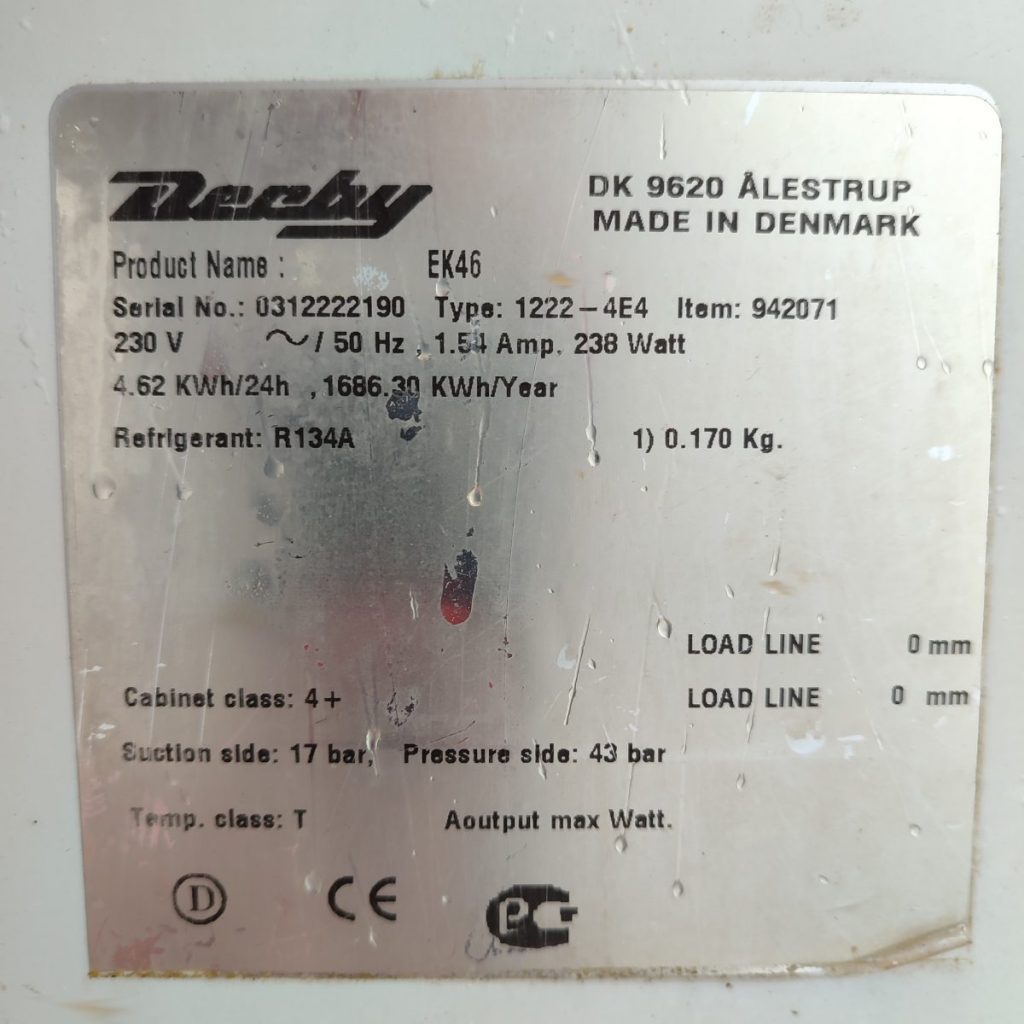 Derby
DK 9620 ÅLESTRUP
MADE IN DENMARK
Product Name : EK46
Serial No.: 0312222190 Type: 1222-4E4 Item: 942071
230 V ~/ 50 Hz , 1.54 Amp. 238 Watt
4.62 KWh/24h , 1686.30 KWh/Year
Refrigerant: R134A 1) 0.170 Kg.
LOAD LINE 0 mm
Cabinet class: 4+ LOAD LINE 0 mm
Suction side: 17 bar, Pressure side: 43 bar
Temp. class: T Aoutput max Watt.
D CE РСТ